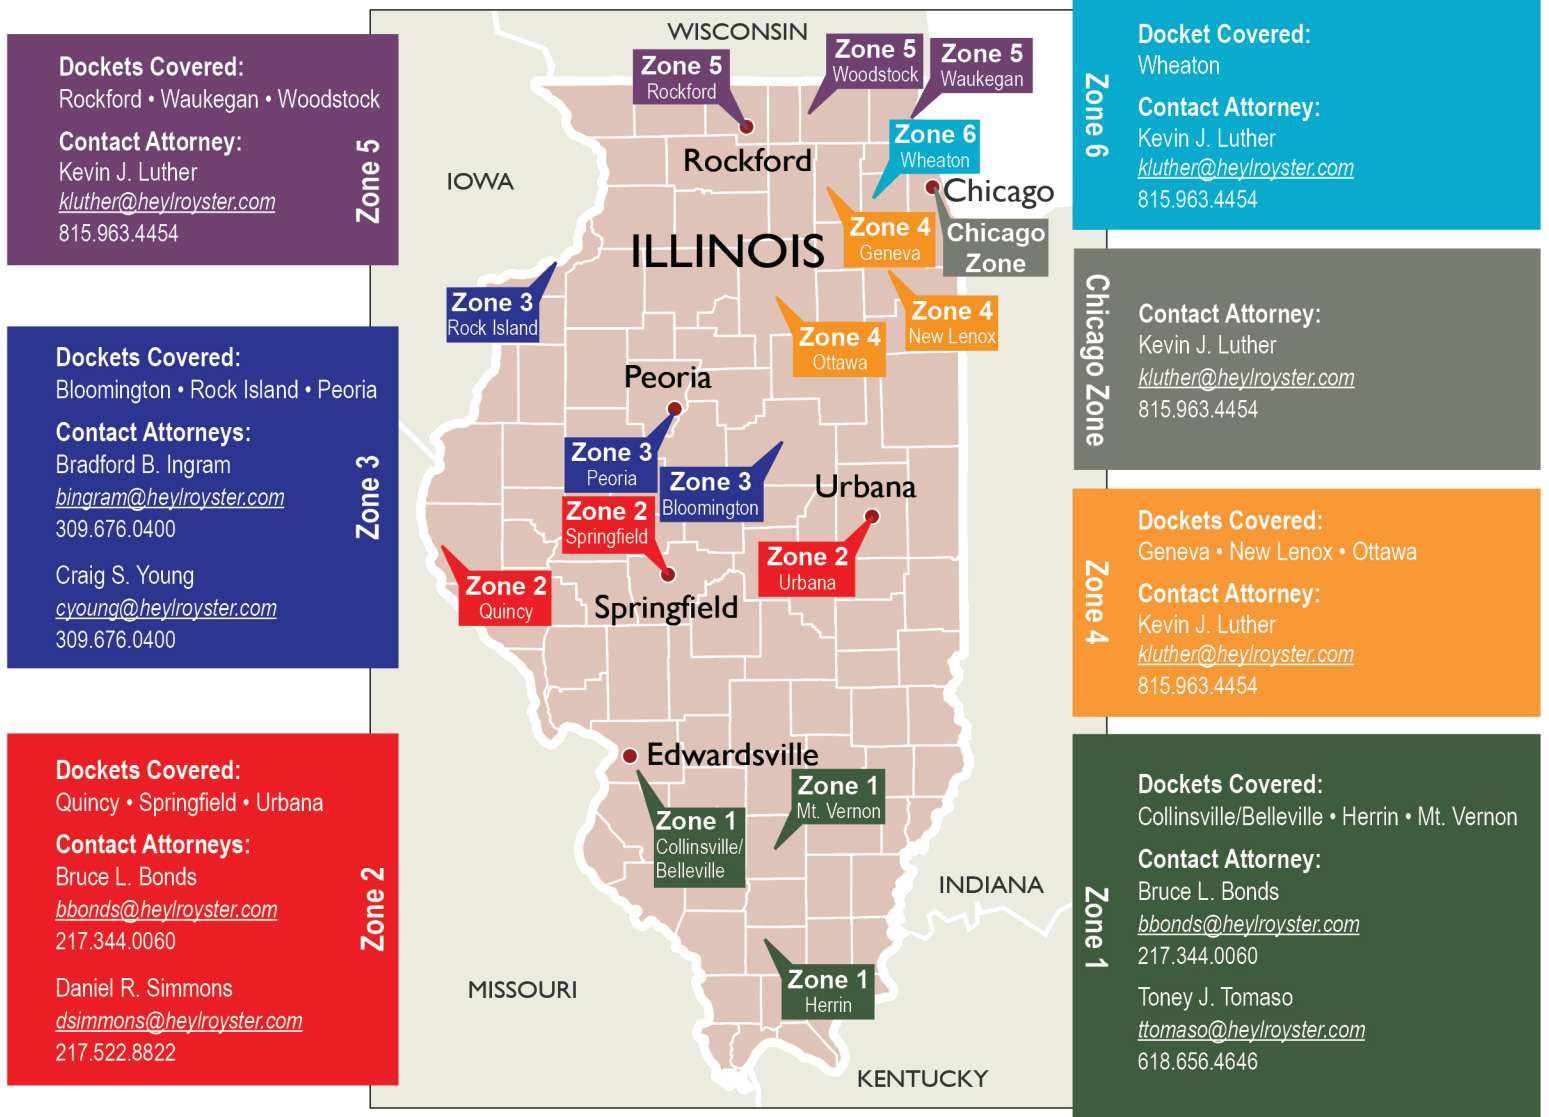 Dockets Covered:
Rockford • Waukegan • Woodstock
Contact Attorney:
Kevin J. Luther
kluther@heylroyster.com
815.963.4454
Zone 5
Dockets Covered:
Bloomington • Rock Island • Peoria
Contact Attorneys:
Bradford B. Ingram
bingram@heylroyster.com
309.676.0400
Craig S. Young
cyoung@heylroyster.com
309.676.0400
Zone 3
Dockets Covered:
Quincy • Springfield • Urbana
Contact Attorneys:
Bruce L. Bonds
bbonds@heylroyster.com
217.344.0060
Daniel R. Simmons
dsimmons@heylroyster.com
217.522.8822
Zone 2
WISCONSIN
Zone 5
Rockford
Zone 5
Woodstock
Zone 5
Waukegan
Zone 6
Wheaton
Rockford
IOWA
Chicago
ILLINOIS
Zone 4
Geneva
Chicago
Zone
Zone 3
Rock Island
Zone 4
New Lenox
Zone 4
Ottawa
Peoria
Zone 3
Peoria
Zone 3
Bloomington
Urbana
Zone 2
Springfield
Zone 2
Urbana
Zone 2
Quincy
Springfield
Edwardsville
Zone 1
Mt. Vernon
Zone 1
Collinsville/
Belleville
INDIANA
Zone 1
Herrin
MISSOURI
KENTUCKY
Zone 6
Docket Covered:
Wheaton
Contact Attorney:
Kevin J. Luther
kluther@heylroyster.com
815.963.4454
Chicago Zone
Contact Attorney:
Kevin J. Luther
kluther@heylroyster.com
815.963.4454
Zone 4
Dockets Covered:
Geneva • New Lenox • Ottawa
Contact Attorney:
Kevin J. Luther
kluther@heylroyster.com
815.963.4454
Zone 1
Dockets Covered:
Collinsville/Belleville • Herrin • Mt. Vernon
Contact Attorney:
Bruce L. Bonds
bbonds@heylroyster.com
217.344.0060
Toney J. Tomaso
ttomaso@heylroyster.com
618.656.4646